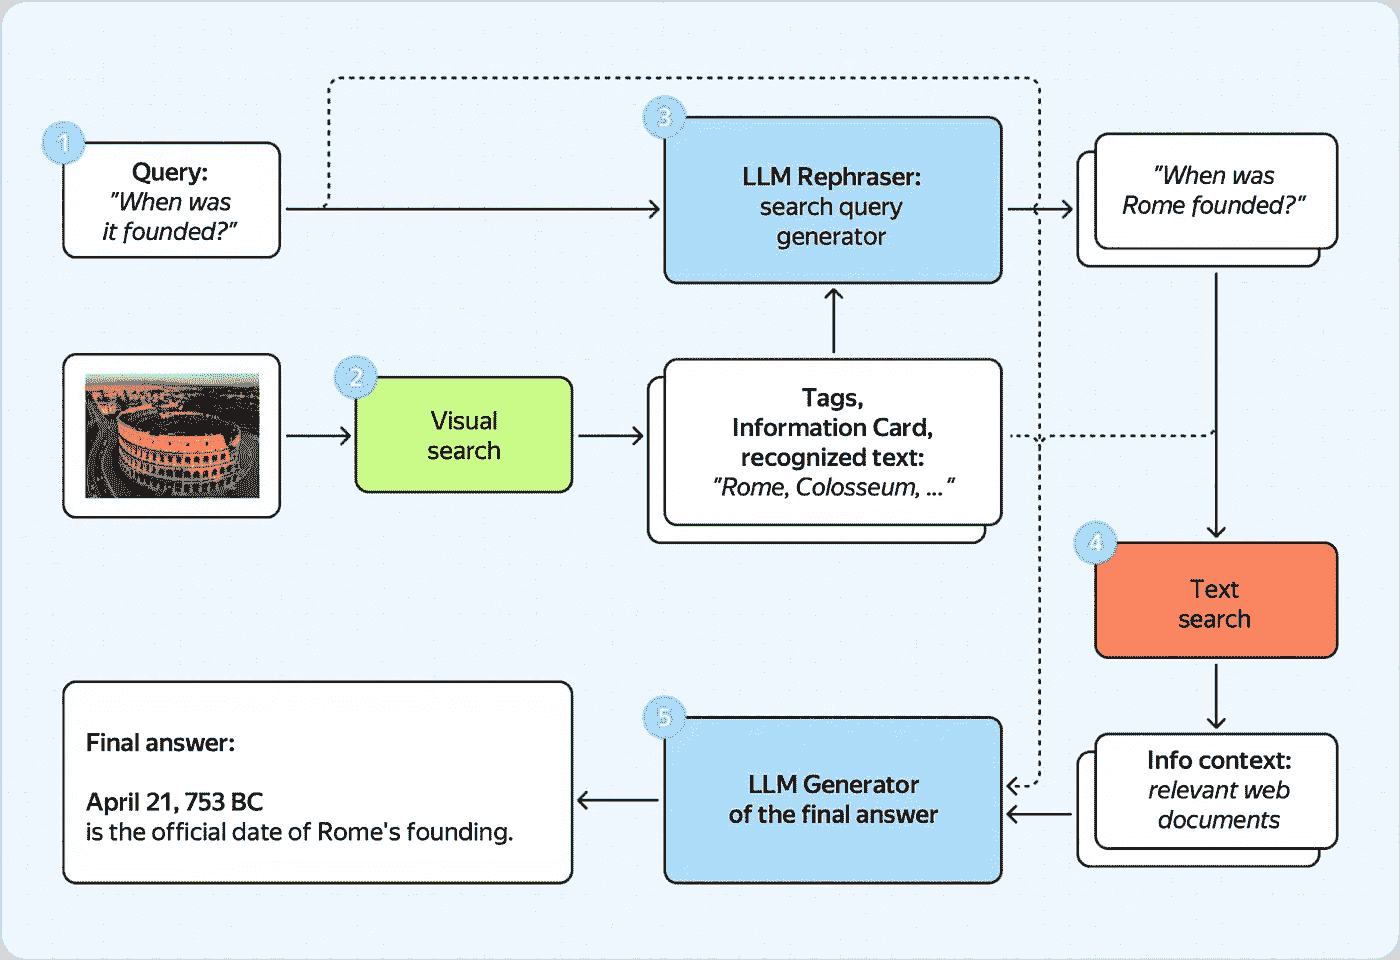 1
Query:
"When was
it founded?"
3
LLM Rephraser:
search query
generator
"When was
Rome founded?"
2
Visual
search
Tags,
Information Card,
recognized text:
"Rome, Colosseum, ..."
4
Text
search
Info context:
relevant web
documents
5
LLM Generator
of the final answer
Final answer:
April 21, 753 BC
is the official date of Rome's founding.